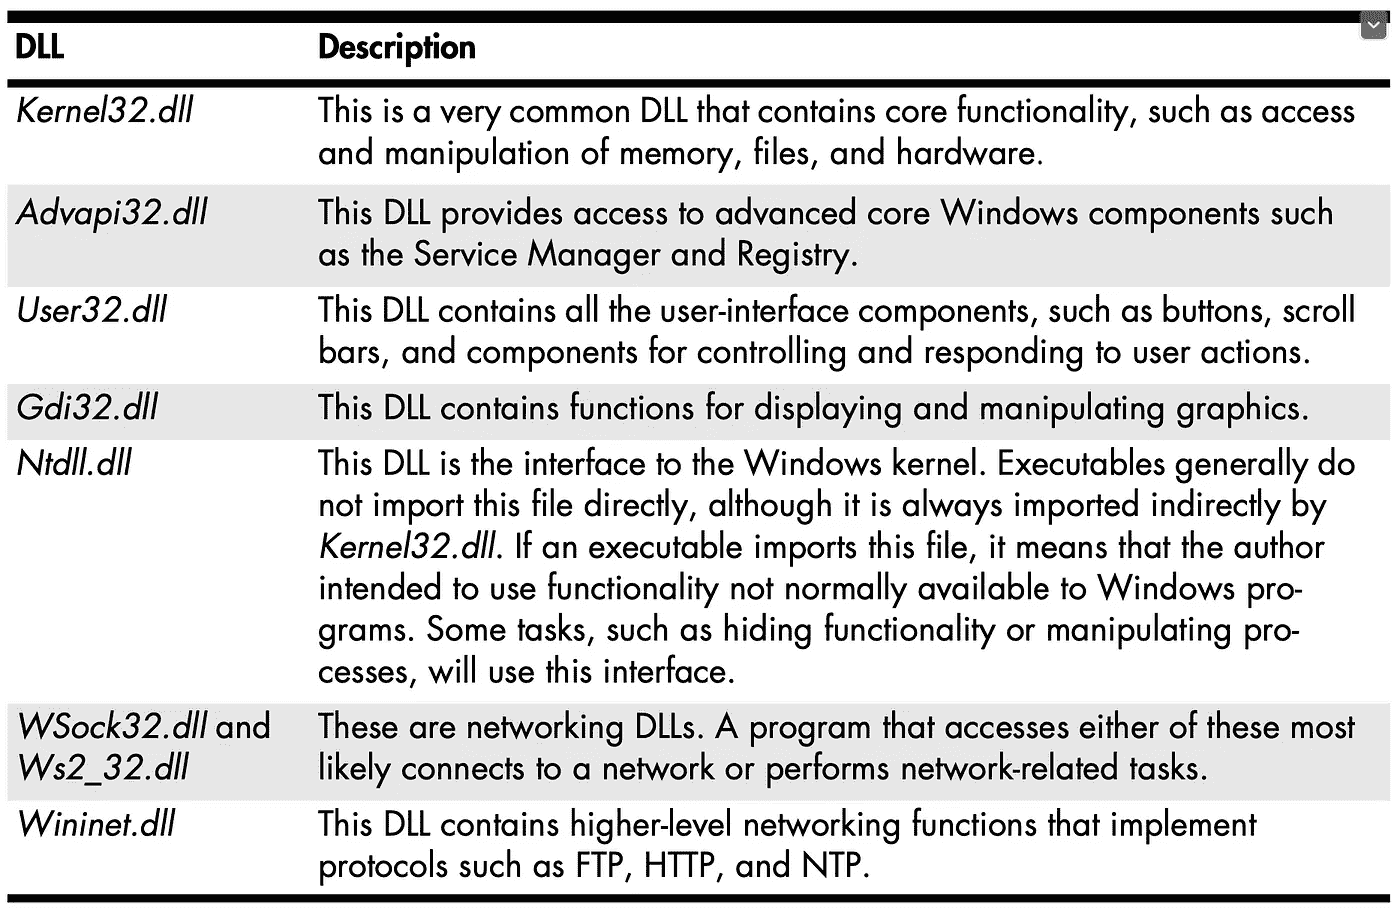 DLL Description
Kernel32.dll This is a very common DLL that contains core functionality, such as access
and manipulation of memory, files, and hardware.
Advapi32.dll This DLL provides access to advanced core Windows components such
as the Service Manager and Registry.
User32.dll This DLL contains all the user-interface components, such as buttons, scroll
bars, and components for controlling and responding to user actions.
Gdi32.dll This DLL contains functions for displaying and manipulating graphics.
Ntdll.dll This DLL is the interface to the Windows kernel. Executables generally do
not import this file directly, although it is always imported indirectly by
Kernel32.dll. If an executable imports this file, it means that the author
intended to use functionality not normally available to Windows pro-
grams. Some tasks, such as hiding functionality or manipulating pro-
cesses, will use this interface.
WSock32.dll and These are networking DLLs. A program that accesses either of these most
Ws2_32.dll likely connects to a network or performs network-related tasks.
Wininet.dll This DLL contains higher-level networking functions that implement
protocols such as FTP, HTTP, and NTP.